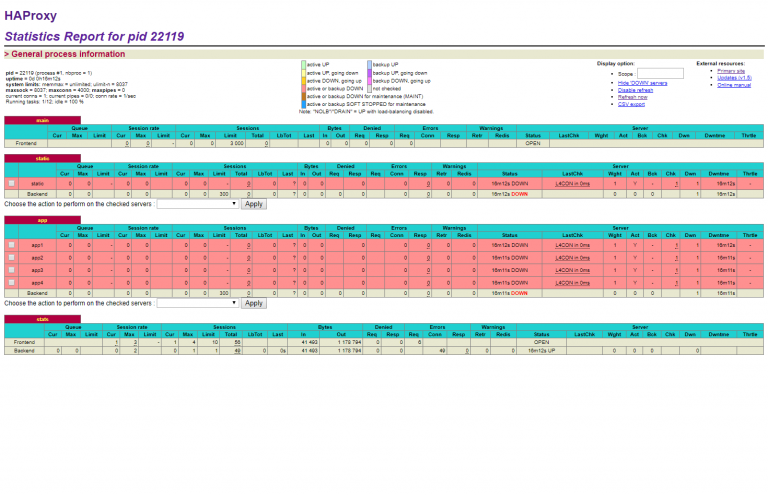 HAProxy
Statistics Report for pid 22119
> General process information
pid = 22119 (process #1, nbproc = 1)
uptime = 0d 0h16m12s
system limits: memmax = unlimited; ulimit-n = 8037
maxsock = 8037; maxconn = 4000; maxpipes = 0
current conns = 1; current pipes = 0/0; conn rate = 1/sec
Running tasks: 1/12; idle = 100 %
active UP backup UP
active UP, going down backup UP, going down
active DOWN, going up backup DOWN, going up
active or backup DOWN not checked
active or backup DOWN for maintenance (MAINT)
active or backup SOFT STOPPED for maintenance
Note: "NOLB"/"DRAIN" = UP with load-balancing disabled.
Display option:
Scope :
Hide 'DOWN' servers
Disable refresh
Refresh now
CSV export
External resources:
Primary site
Updates (v1.5)
Online manual
main
Queue Session rate Sessions Bytes Denied Errors Warnings Server
Cur Max Limit Cur Max Limit Cur Max Limit Total LbTot Last In Out Req Resp Req Conn Resp Retr Redis Status LastChk Wght Act Bck Chk Dwn Dwntme Thrtle
Frontend 0 0 - 0 0 3 000 0 0 0 0 0 0 OPEN
static
Queue Session rate Sessions Bytes Denied Errors Warnings Server
Cur Max Limit Cur Max Limit Cur Max Limit Total LbTot Last In Out Req Resp Req Conn Resp Retr Redis Status LastChk Wght Act Bck Chk Dwn Dwntme Thrtle
static 0 0 - 0 0 0 0 - 0 0 ? 0 0 0 0 0 0 0 16m12s DOWN L4CON in 0ms 1 Y - 1 1 16m12s -
Backend 0 0 0 0 0 0 300 0 0 ? 0 0 0 0 0 0 0 0 16m12s DOWN 0 0 0 1 16m12s
Choose the action to perform on the checked servers : Apply
app
Queue Session rate Sessions Bytes Denied Errors Warnings Server
Cur Max Limit Cur Max Limit Cur Max Limit Total LbTot Last In Out Req Resp Req Conn Resp Retr Redis Status LastChk Wght Act Bck Chk Dwn Dwntme Thrtle
app1 0 0 - 0 0 0 0 - 0 0 ? 0 0 0 0 0 0 0 16m12s DOWN L4CON in 0ms 1 Y - 1 1 16m12s -
app2 0 0 - 0 0 0 0 - 0 0 ? 0 0 0 0 0 0 0 16m11s DOWN L4CON in 0ms 1 Y - 1 1 16m11s -
app3 0 0 - 0 0 0 0 - 0 0 ? 0 0 0 0 0 0 0 16m11s DOWN L4CON in 0ms 1 Y - 1 1 16m11s -
app4 0 0 - 0 0 0 0 - 0 0 ? 0 0 0 0 0 0 0 16m11s DOWN L4CON in 0ms 1 Y - 1 1 16m11s -
Backend 0 0 0 0 0 0 300 0 0 ? 0 0 0 0 0 0 0 0 16m11s DOWN 0 0 0 1 16m11s
Choose the action to perform on the checked servers : Apply
stats
Queue Session rate Sessions Bytes Denied Errors Warnings Server
Cur Max Limit Cur Max Limit Cur Max Limit Total LbTot Last In Out Req Resp Req Conn Resp Retr Redis Status LastChk Wght Act Bck Chk Dwn Dwntme Thrtle
Frontend 1 3 - 1 4 10 56 41 493 1 178 794 0 0 6 OPEN
Backend 0 0 0 2 0 1 1 49 0 0s 41 493 1 178 794 0 0 49 0 0 0 16m12s UP 0 0 0 0